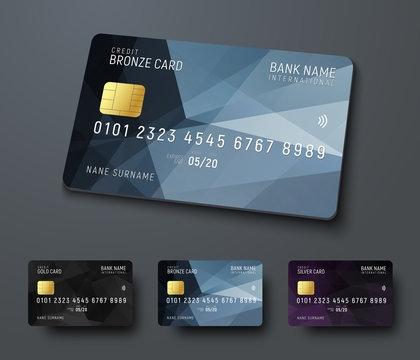 CREDIT
BRONZE CARD
BANK NAME
INTERNATIONAL
0101 2323 4545 6767 8989
EXPIRES
END
05/20
NANE SURNAME
CREDIT
GOLD CARD
BANK NAME
INTERNATIONAL
0101 2323 4545 6767 8989
05/20
NANE SURNAME
CREDIT
BRONZE CARD
BANK NAME
INTERNATIONAL
0101 2323 4545 6767 8989
05/20
NANE SURNAME
CREDIT
SILVER CARD
BANK NAME
INTERNATIONAL
0101 2323 4545 6767 8989
05/20
NANE SURNAME